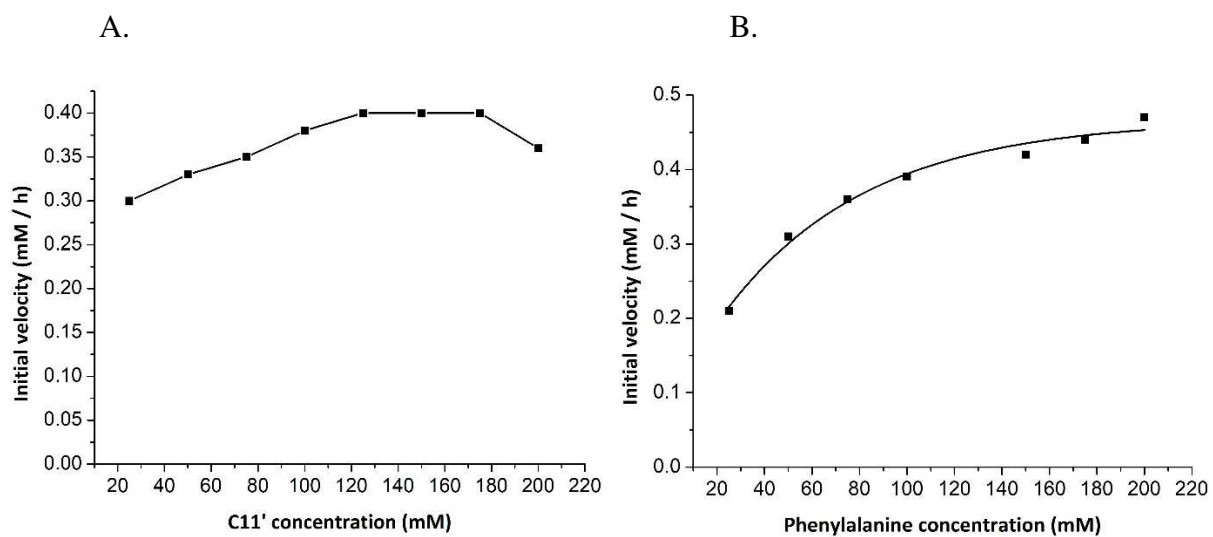 A.
0.40
0.35
0.30
0.25
0.20
0.15
0.10
0.05
0.00
Initial velocity (mM / h)
20 40 60 80 100 120 140 160 180 200 220
C11' concentration (mM)
B.
0.5
0.4
0.3
0.2
0.1
0.0
Initial velocity (mM / h)
20 40 60 80 100 120 140 160 180 200 220
Phenylalanine concentration (mM)